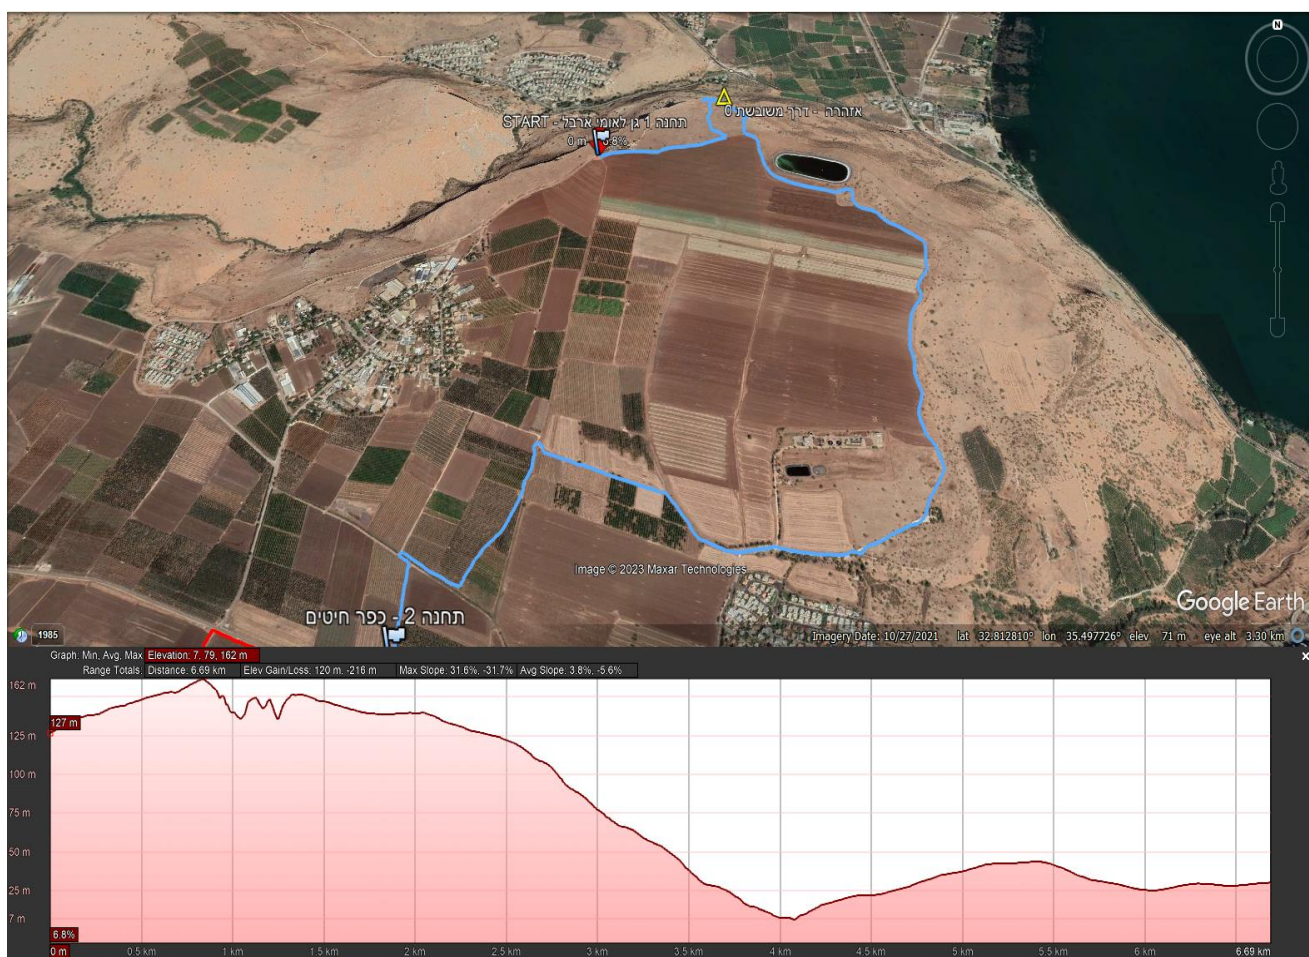 N
אזהרה - דרך משובשת 0
תחנה 1 גן לאומי ארבל - START
0 m 6.8%
Image © 2023 Maxar Technologies
תחנה 2 - כפר חיטים
Google Earth
1985
Imagery Date: 10/27/2021 lat 32.812810° lon 35.497726° elev 71 m eye alt 3.30 km
Graph: Min, Avg, Max Elevation: 7, 79, 162 m
Range Totals: Distance: 6.69 km Elev Gain/Loss: 120 m, -216 m Max Slope: 31.6%, -31.7% Avg Slope: 3.8%, -5.6%
162 m
127 m
125 m
100 m
75 m
50 m
25 m
7 m
6.8%
0 m 0.5 km 1 km 1.5 km 2 km 2.5 km 3 km 3.5 km 4 km 4.5 km 5 km 5.5 km 6 km 6.69 km